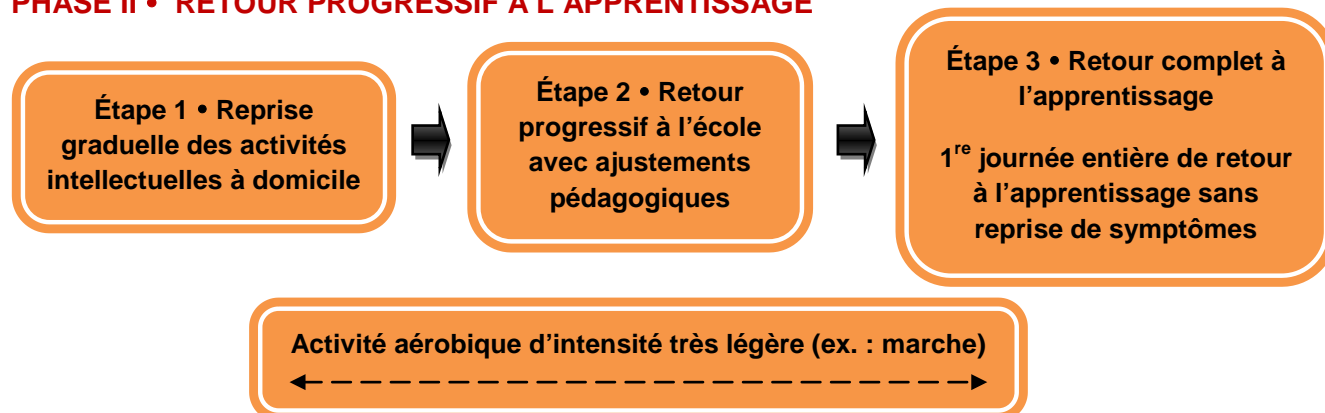 PHASE II • RETOUR PROGRESSIF À L'APPRENTISSAGE
Étape 1 • Reprise
graduelle des activités
intellectuelles à domicile
Étape 2 • Retour
progressif à l’école
avec ajustements
pédagogiques
Étape 3 • Retour complet à
l’apprentissage
1re journée entière de retour
à l’apprentissage sans
reprise de symptômes
Activité aérobique d’intensité très légère (ex. : marche)